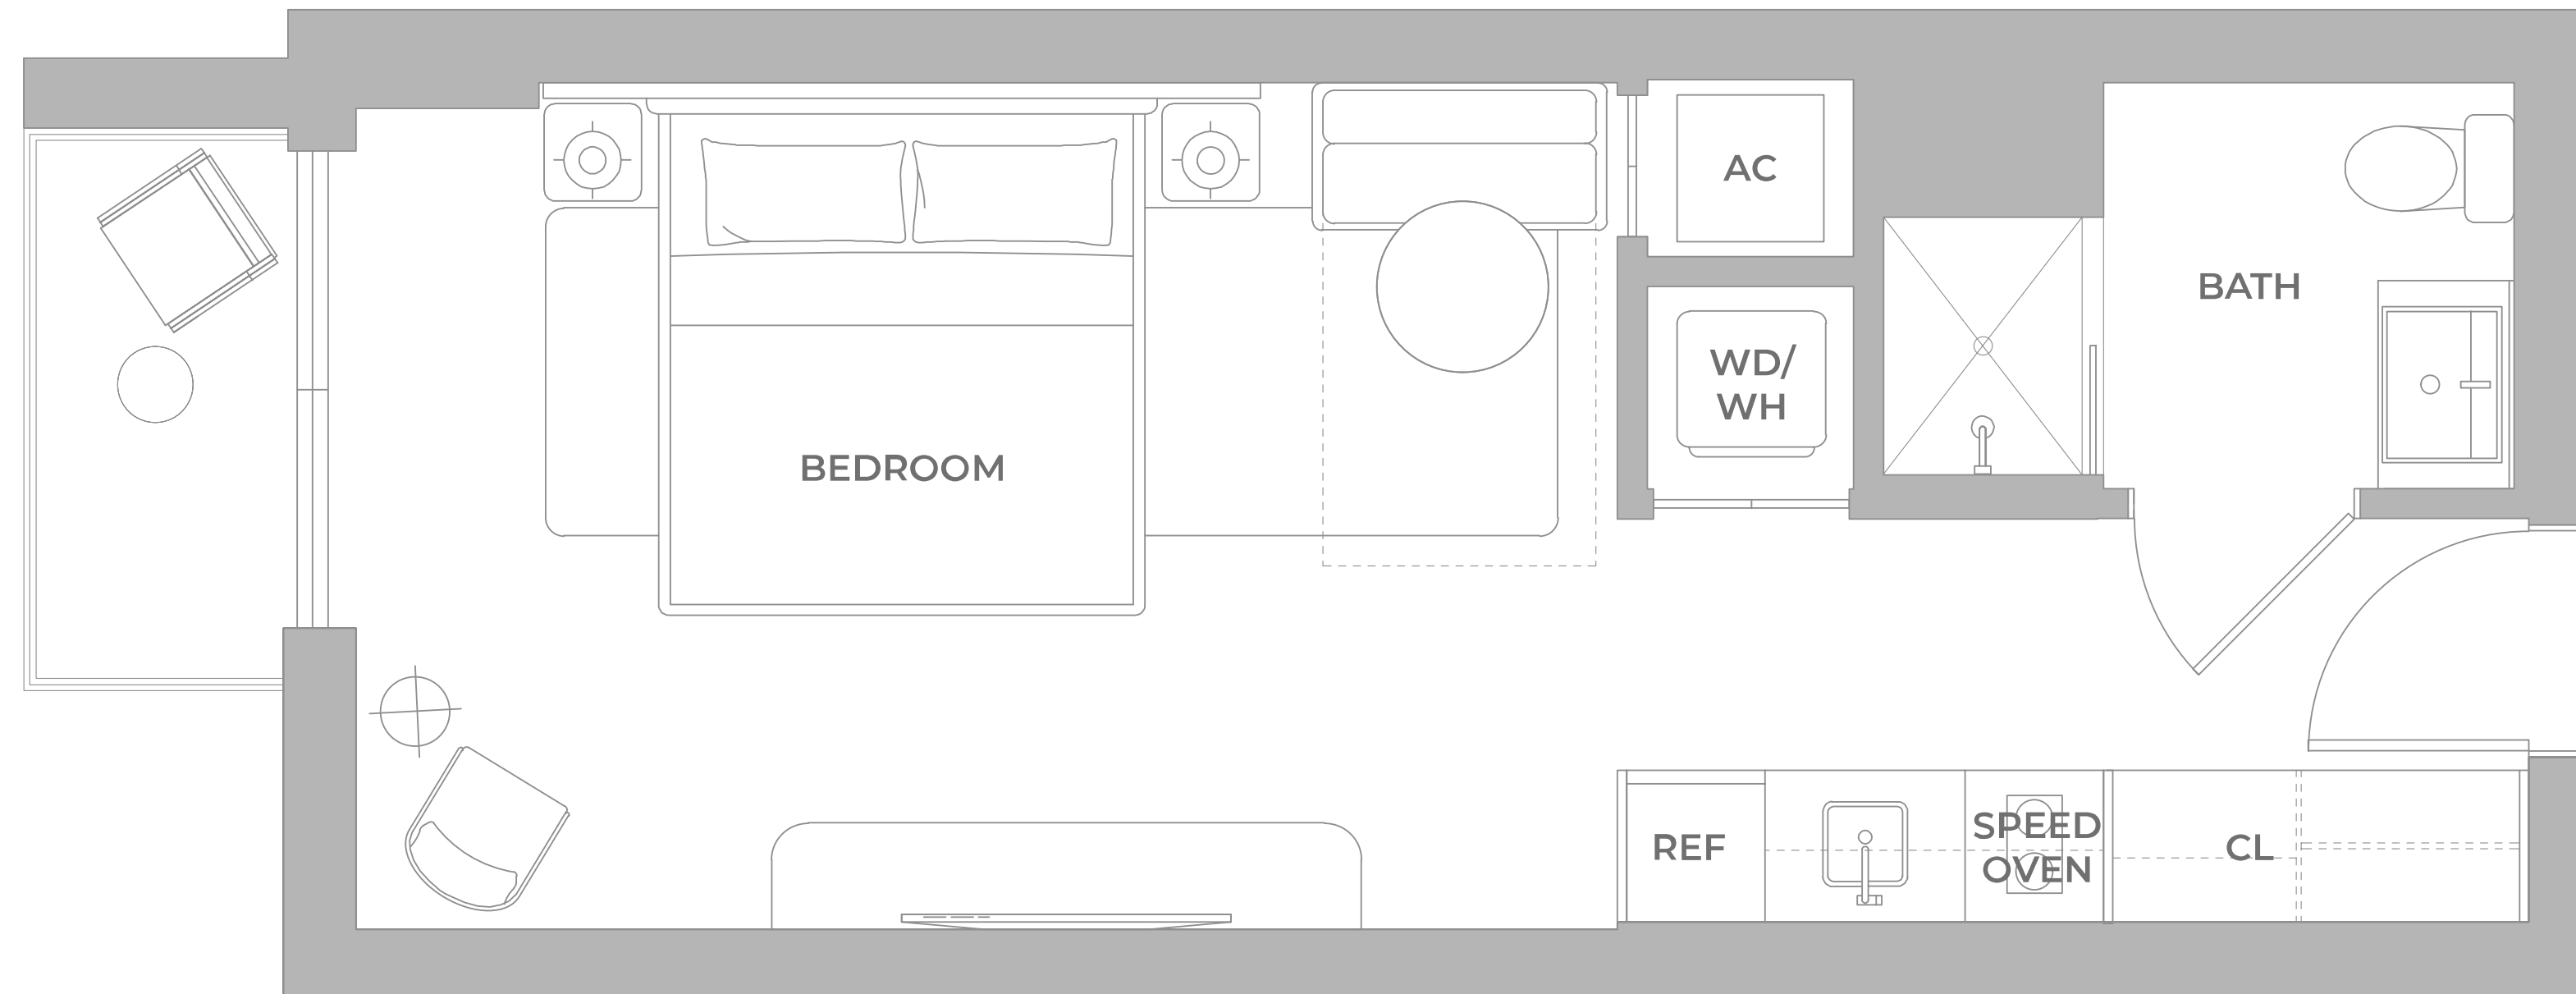 AC
BATH
WD/
WH
BEDROOM
REF
SPEED
OVEN
CL